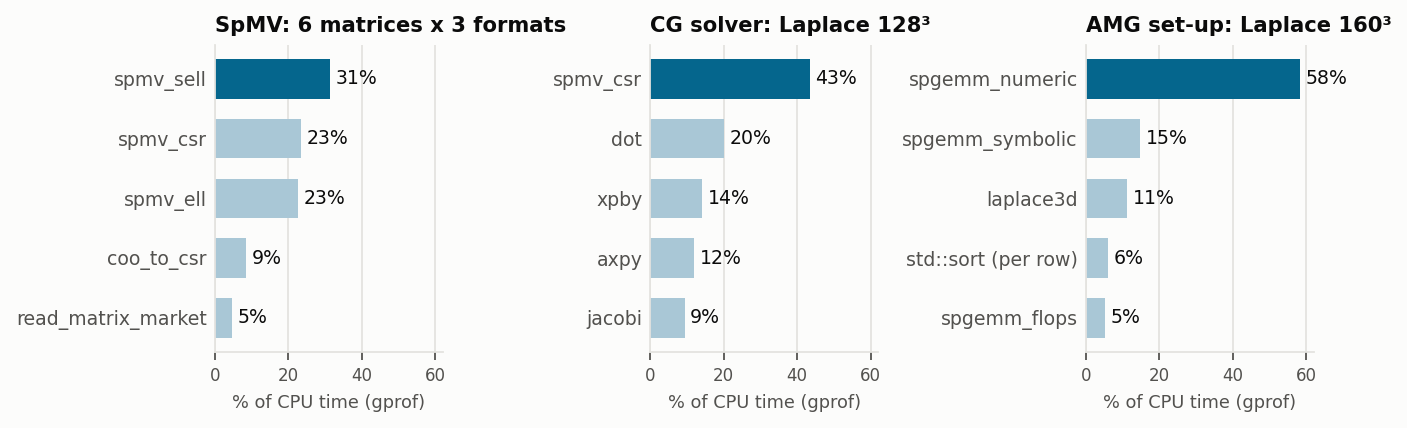 SpMV: 6 matrices x 3 formats
spmv_sell 31%
spmv_csr 23%
spmv_ell 23%
coo_to_csr 9%
read_matrix_market 5%
0 20 40 60
% of CPU time (gprof)
CG solver: Laplace 128³
spmv_csr 43%
dot 20%
xpby 14%
axpy 12%
jacobi 9%
0 20 40 60
% of CPU time (gprof)
AMG set-up: Laplace 160³
spgemm_numeric 58%
spgemm_symbolic 15%
laplace3d 11%
std::sort (per row) 6%
spgemm_flops 5%
0 20 40 60
% of CPU time (gprof)